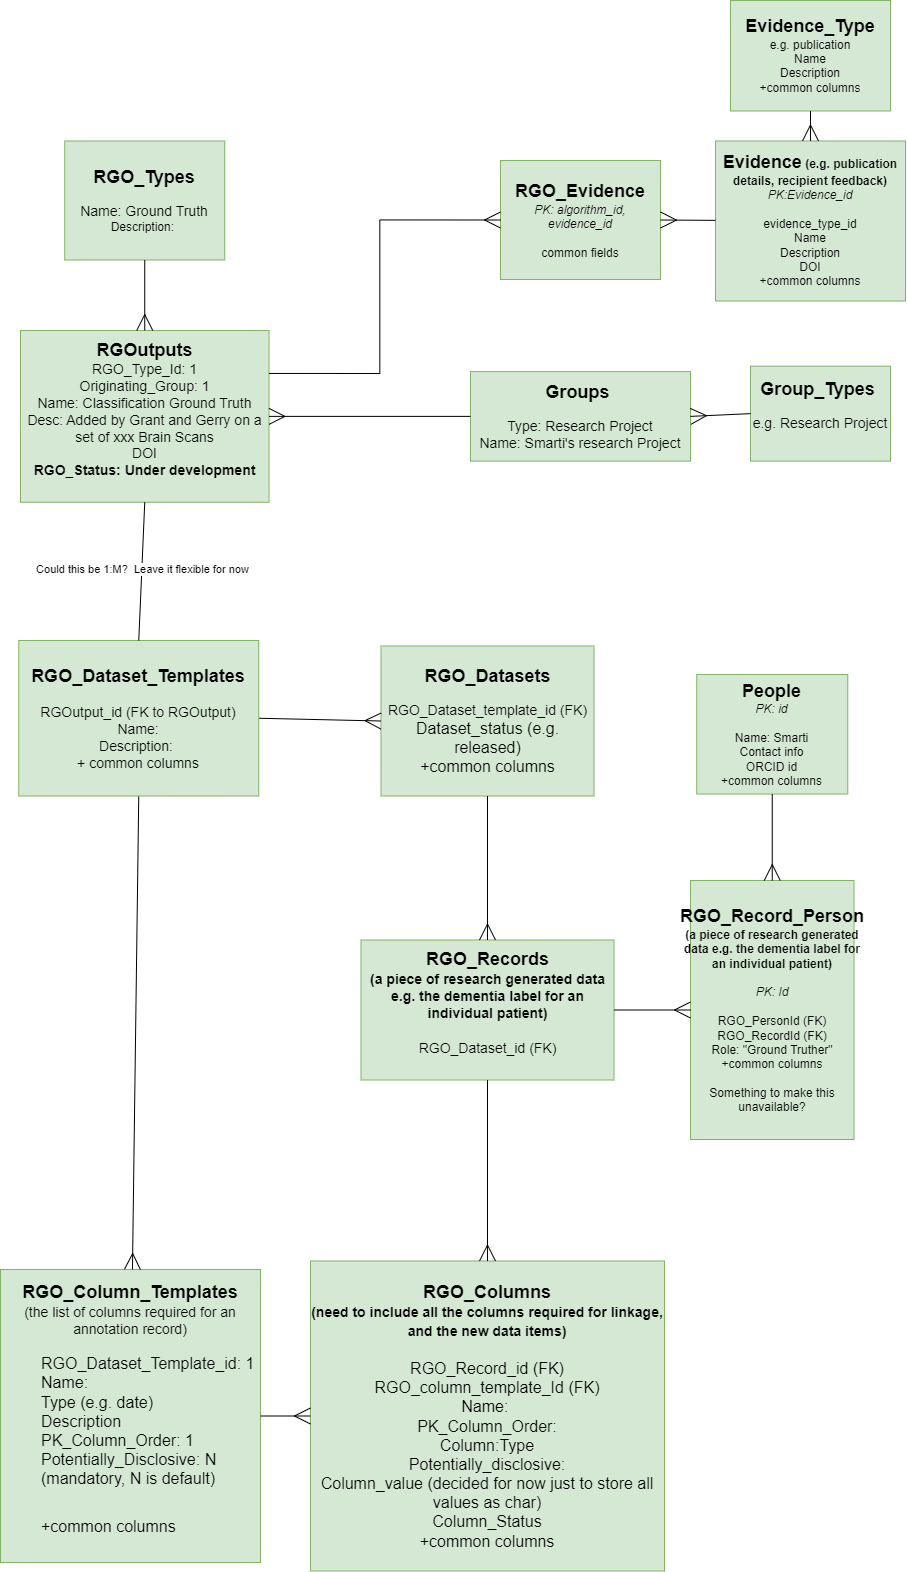 Evidence_Type
e.g. publication
Name
Description
+common columns
RGO_Types
Name: Ground Truth
Description:
RGO_Evidence
PK: algorithm_id,
evidence_id
common fields
Evidence (e.g. publication
details, recipient feedback)
PK:Evidence_id
evidence_type_id
Name
Description
DOI
+common columns
RGOutputs
RGO_Type_Id: 1
Originating_Group: 1
Name: Classification Ground Truth
Desc: Added by Grant and Gerry on a
set of xxx Brain Scans
DOI
RGO_Status: Under development
Groups
Type: Research Project
Name: Smarti's research Project
Group_Types
e.g. Research Project
Could this be 1:M?  Leave it flexible for now
RGO_Dataset_Templates
RGOutput_id (FK to RGOutput)
Name:
Description:
+ common columns
RGO_Datasets
RGO_Dataset_template_id (FK)
Dataset_status (e.g.
released)
+common columns
People
PK: id
Name: Smarti
Contact info
ORCID id
+common columns
RGO_Records
(a piece of research generated data
e.g. the dementia label for an
individual patient)
RGO_Dataset_id (FK)
RGO_Record_Person
(a piece of research generated
data e.g. the dementia label for
an individual patient)
PK: Id
RGO_PersonId (FK)
RGO_RecordId (FK)
Role: "Ground Truther"
+common columns
Something to make this
unavailable?
RGO_Column_Templates
(the list of columns required for an
annotation record)
RGO_Dataset_Template_id: 1
Name:
Type (e.g. date)
Description
PK_Column_Order: 1
Potentially_Disclosive: N
(mandatory, N is default)
+common columns
RGO_Columns
(need to include all the columns required for linkage,
and the new data items)
RGO_Record_id (FK)
RGO_column_template_Id (FK)
Name:
PK_Column_Order:
Column:Type
Potentially_disclosive:
Column_value (decided for now just to store all
values as char)
Column_Status
+common columns